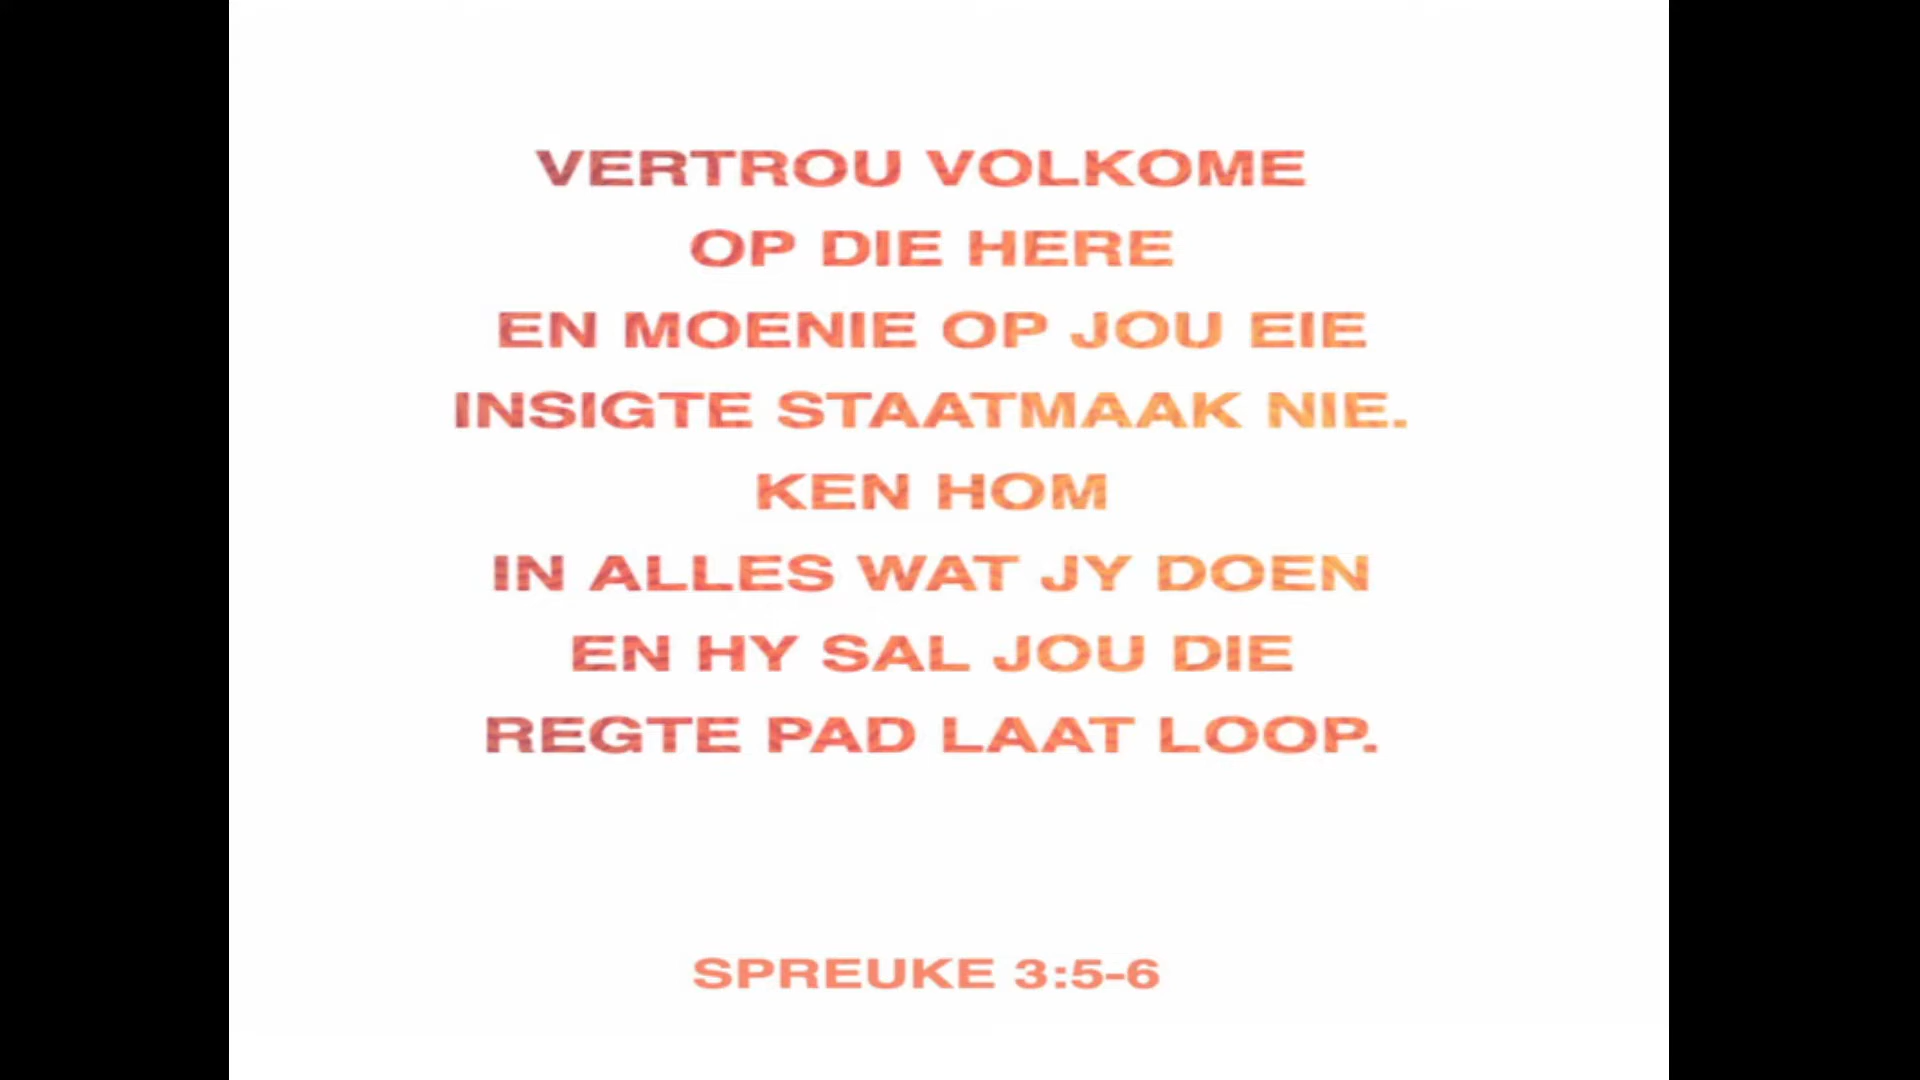 VERTROU VOLKOME
OP DIE HERE
EN MOENIE OP JOU EIE
INSIGTE STAATMAAK NIE.
KEN HOM
IN ALLES WAT JY DOEN
EN HY SAL JOU DIE
REGTE PAD LAAT LOOP.
SPREUKE 3:5-6